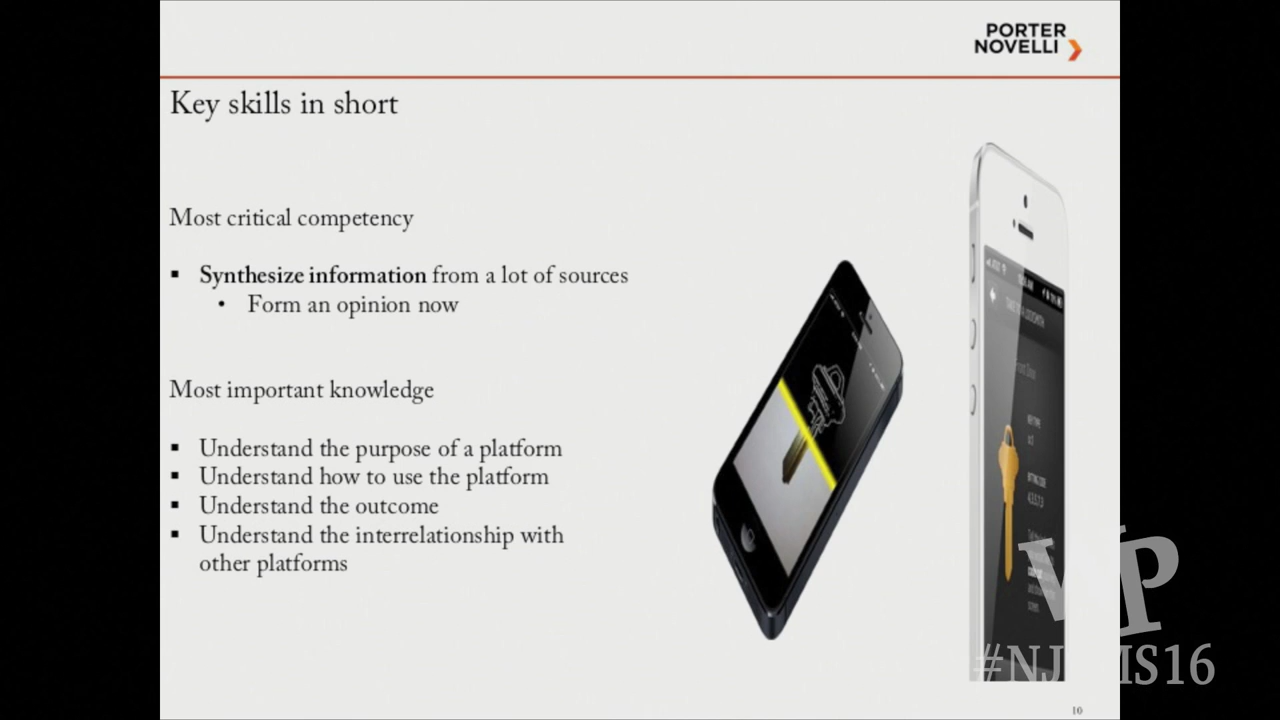 PORTER
NOVELLI
Key skills in short
Most critical competency
▪ Synthesize information from a lot of sources
• Form an opinion now
Most important knowledge
▪ Understand the purpose of a platform
▪ Understand how to use the platform
▪ Understand the outcome
▪ Understand the interrelationship with
other platforms
VP
10